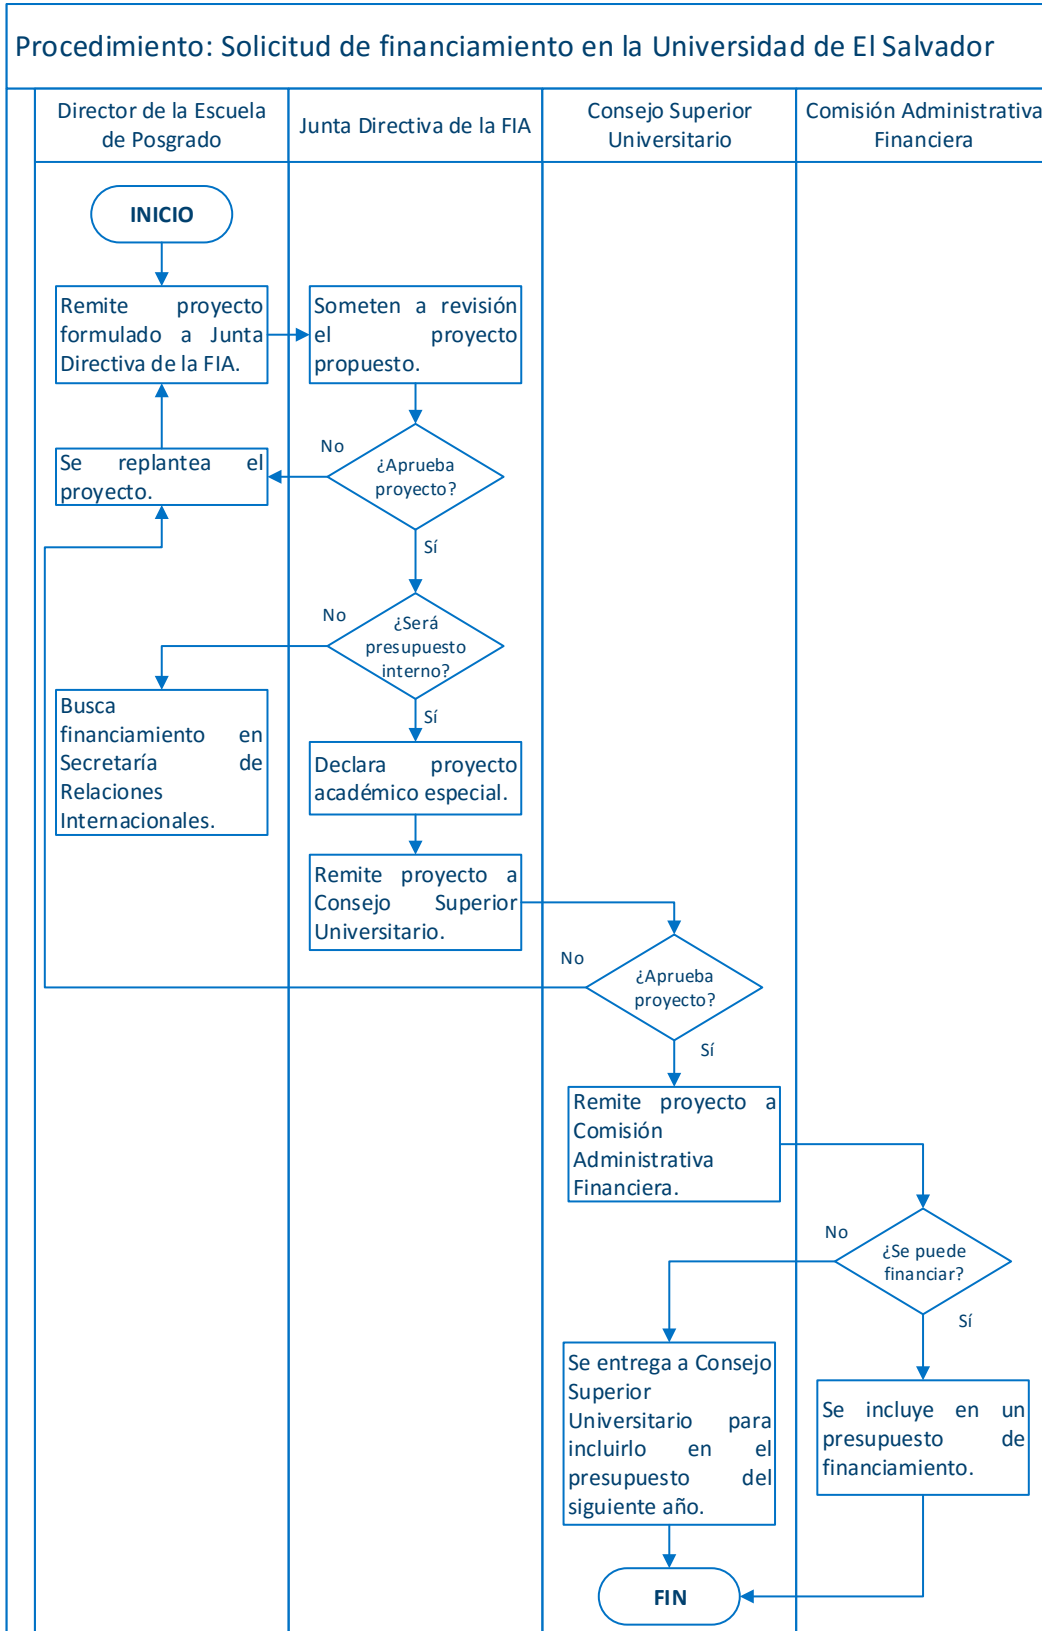 Procedimiento: Solicitud de financiamiento en la Universidad de El Salvador
Director de la Escuela
de Posgrado
Junta Directiva de la FIA
Consejo Superior
Universitario
Comisión Administrativa
Financiera
INICIO
Remite proyecto
formulado a Junta
Directiva de la FIA.
Someten a revisión
el proyecto
propuesto.
No
¿Aprueba
proyecto?
Se replantea el
proyecto.
Sí
No
¿Será
presupuesto
interno?
Busca
financiamiento en
Secretaría de
Relaciones
Internacionales.
Sí
Declara proyecto
académico especial.
Remite proyecto a
Consejo Superior
Universitario.
No
¿Aprueba
proyecto?
Sí
Remite proyecto a
Comisión
Administrativa
Financiera.
No
¿Se puede
financiar?
Sí
Se entrega a Consejo
Superior
Universitario para
incluirlo en el
presupuesto del
siguiente año.
Se incluye en un
presupuesto de
financiamiento.
FIN